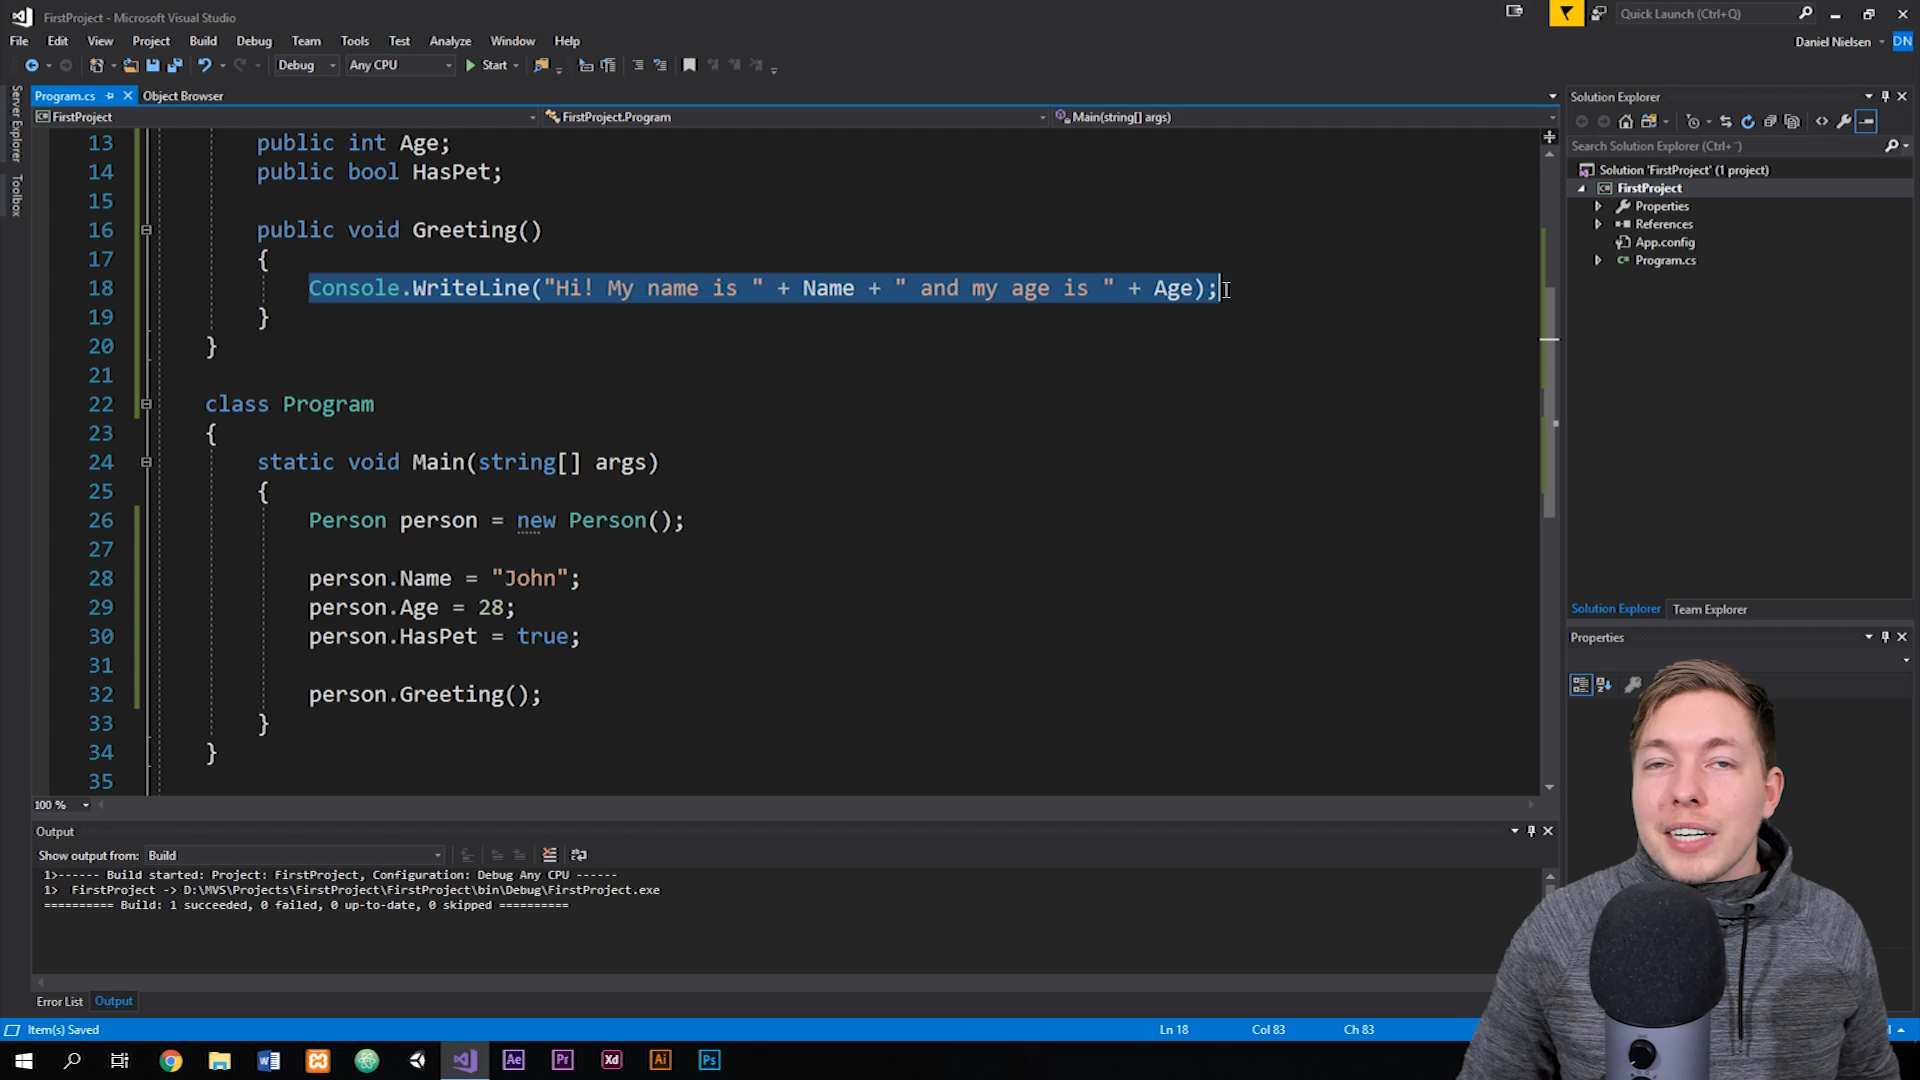 FirstProject - Microsoft Visual Studio
Quick Launch (Ctrl+Q)
File Edit View Project Build Debug Team Tools Test Analyze Window Help
Daniel Nielsen DN
Debug Any CPU Start
Program.cs Object Browser
FirstProject FirstProject.Program Main(string[] args)
Server Explorer
Toolbox
13 public int Age;
14 public bool HasPet;
15
16 public void Greeting()
17 {
18 Console.WriteLine("Hi! My name is " + Name + " and my age is " + Age);
19 }
20 }
21
22 class Program
23 {
24 static void Main(string[] args)
25 {
26 Person person = new Person();
27
28 person.Name = "John";
29 person.Age = 28;
30 person.HasPet = true;
31
32 person.Greeting();
33 }
34 }
35
100 %
Solution Explorer
Search Solution Explorer (Ctrl+¨)
Solution 'FirstProject' (1 project)
FirstProject
Properties
References
App.config
Program.cs
Solution Explorer Team Explorer
Properties
Output
Show output from: Build
1>------ Build started: Project: FirstProject, Configuration: Debug Any CPU ------
1> FirstProject -> D:\MVS\Projects\FirstProject\FirstProject\bin\Debug\FirstProject.exe
========== Build: 1 succeeded, 0 failed, 0 up-to-date, 0 skipped ==========
Error List Output
Item(s) Saved Ln 18 Col 83 Ch 83
Ae Pr Xd Ai Ps